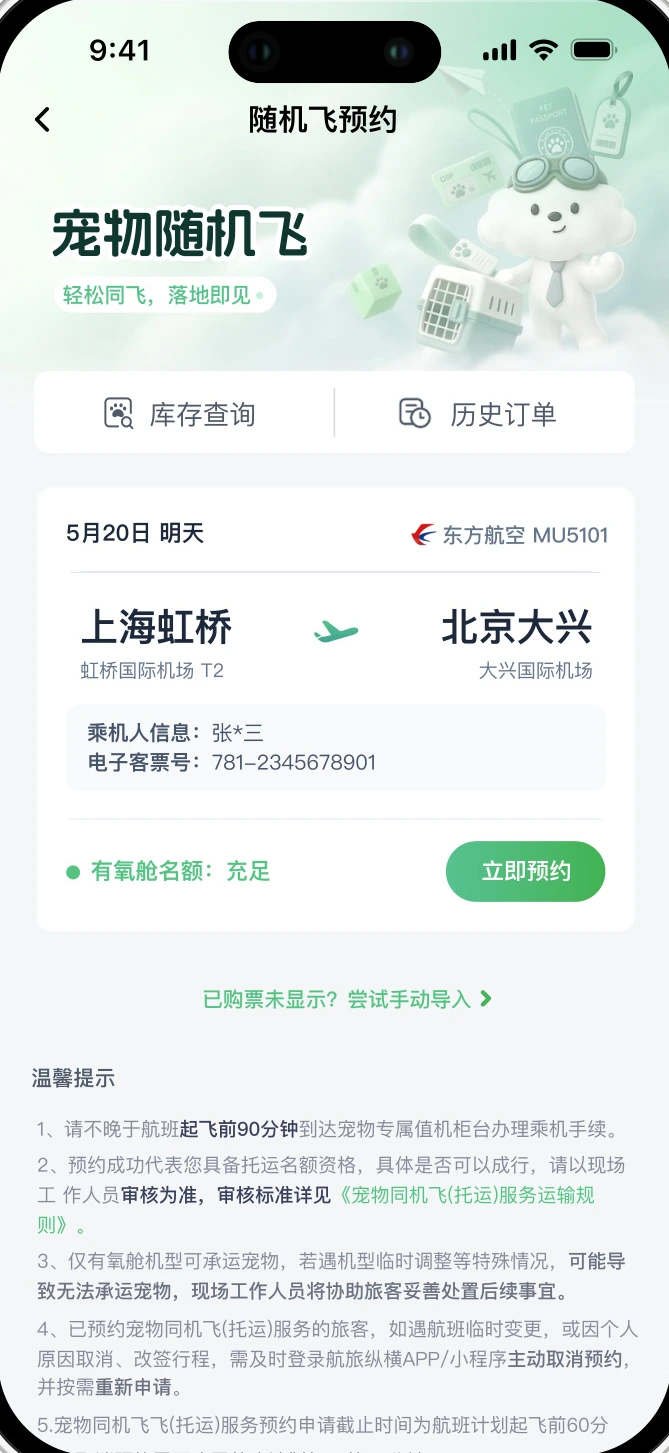 9:41
随机飞预约
PET
PASSPORT
宠物随机飞
轻松同飞，落地即见
库存查询
历史订单
5月20日 明天
东方航空 MU5101
上海虹桥
北京大兴
虹桥国际机场 T2
大兴国际机场
乘机人信息：张*三
电子客票号：781-2345678901
有氧舱名额：充足
立即预约
已购票未显示？尝试手动导入
温馨提示
1、请不晚于航班起飞前90分钟到达宠物专属值机柜台办理乘机手续。
2、预约成功代表您具备托运名额资格，具体是否可以成行，请以现场
工 作人员审核为准，审核标准详见《宠物同机飞(托运)服务运输规
则》。
3、仅有氧舱机型可承运宠物，若遇机型临时调整等特殊情况，可能导
致无法承运宠物，现场工作人员将协助旅客妥善处置后续事宜。
4、已预约宠物同机飞(托运)服务的旅客，如遇航班临时变更，或因个人
原因取消、改签行程，需及时登录航旅纵横APP/小程序主动取消预约，
并按需重新申请。
5.宠物同机飞飞(托运)服务预约申请截止时间为航班计划起飞前60分